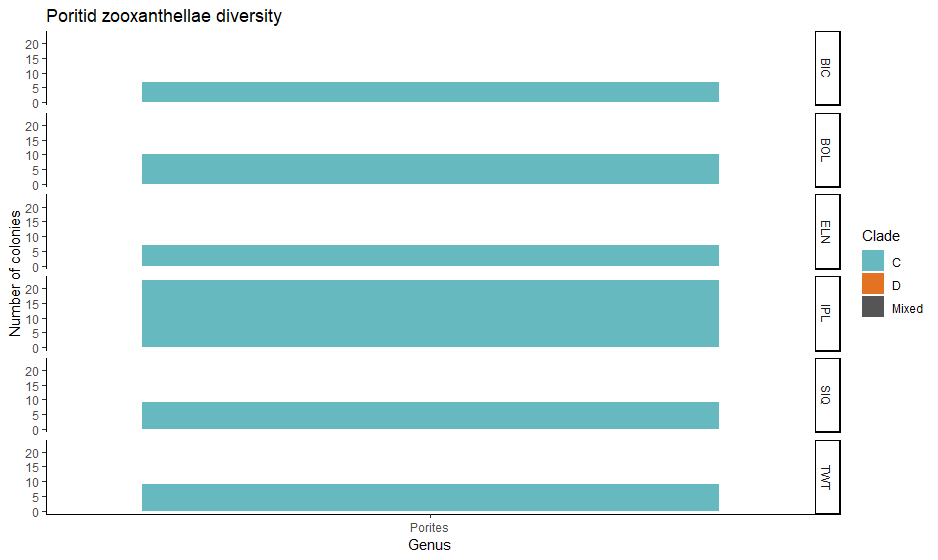 Poritid zooxanthellae diversity
Number of colonies
20
15
10
5
0
BIC
20
15
10
5
0
BOL
20
15
10
5
0
ELN
20
15
10
5
0
IPL
20
15
10
5
0
SIQ
20
15
10
5
0
TWT
Porites
Genus
Clade
C
D
Mixed